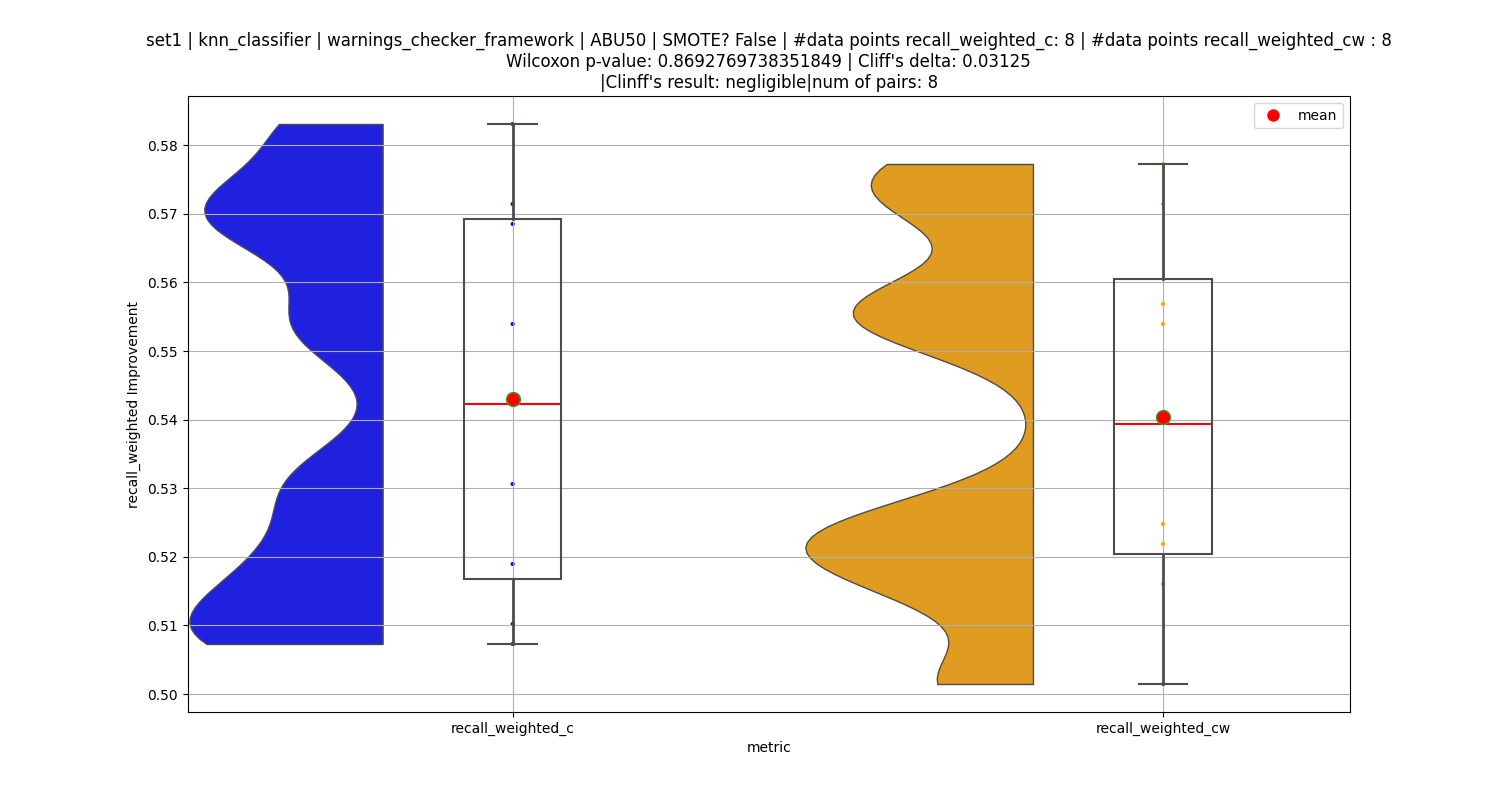 set1 | knn_classifier | warnings_checker_framework | ABU50 | SMOTE? False | #data points recall_weighted_c: 8 | #data points recall_weighted_cw : 8
Wilcoxon p-value: 0.8692769738351849 | Cliff's delta: 0.03125
|Clinff's result: negligible|num of pairs: 8
mean
0.58
0.57
0.56
0.55
0.54
0.53
0.52
0.51
0.50
recall_weighted Improvement
recall_weighted_c
recall_weighted_cw
metric